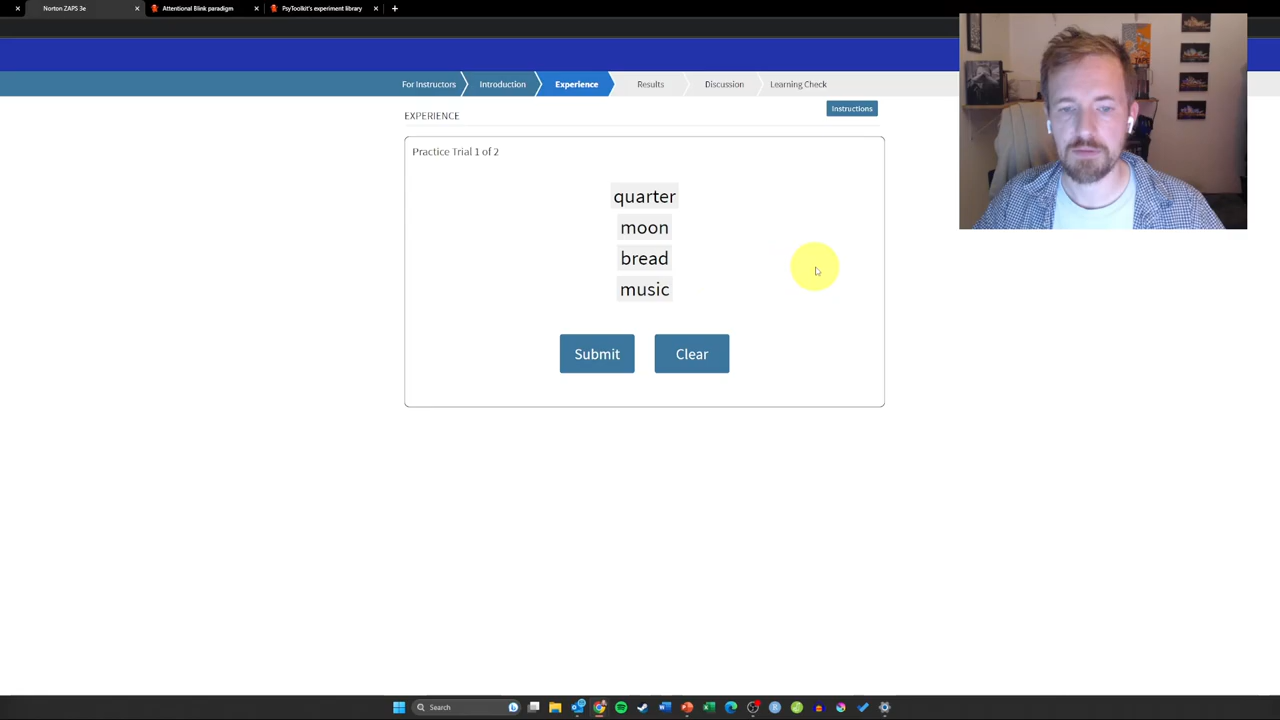 Norton ZAPS 3e
Attentional Blink paradigm
PsyToolkit's experiment library
For Instructors
Introduction
Experience
Results
Discussion
Learning Check
Instructions
EXPERIENCE
Practice Trial 1 of 2
quarter
moon
bread
music
Submit
Clear
Search